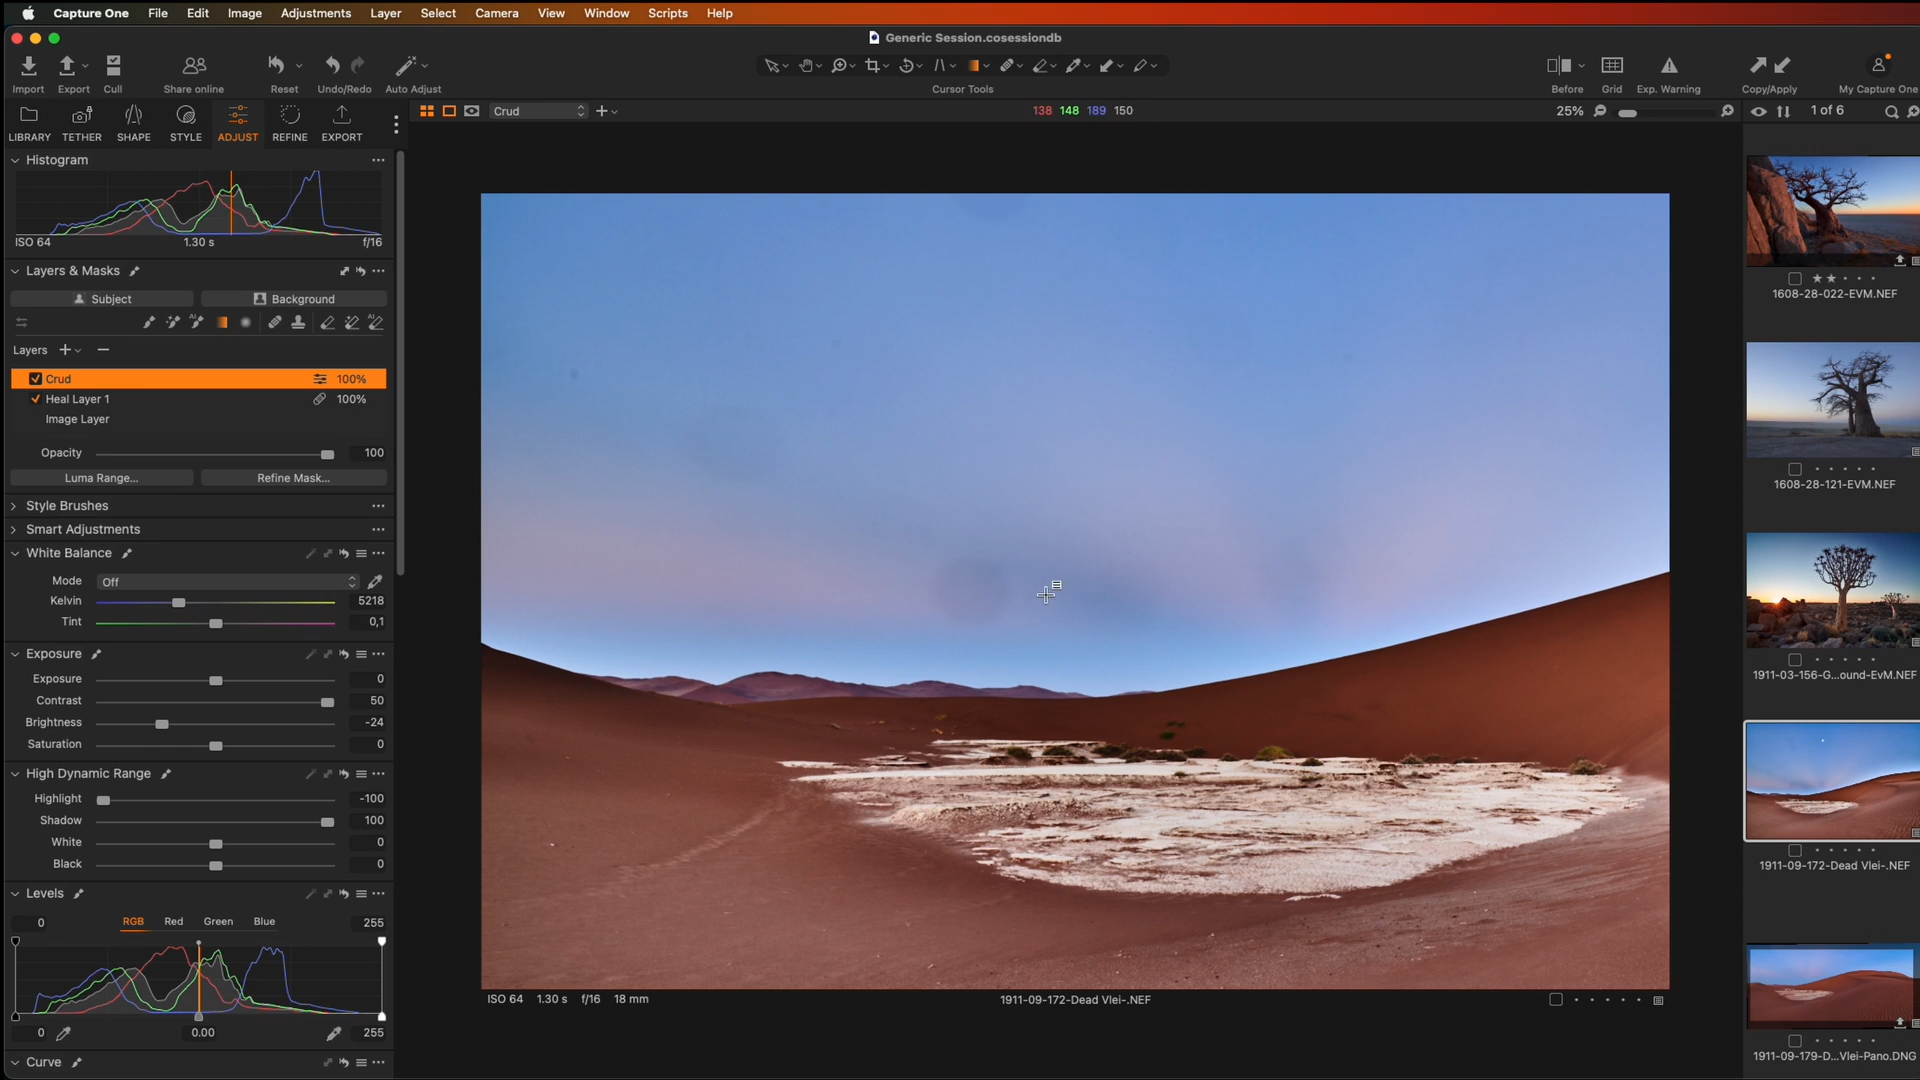 Capture One File Edit Image Adjustments Layer Select Camera View Window Scripts Help
Generic Session.cosessiondb
Import Export Cull Share online Reset Undo/Redo Auto Adjust Cursor Tools Before Grid Exp. Warning Copy/Apply My Capture One
LIBRARY TETHER SHAPE STYLE ADJUST REFINE EXPORT
Crud
138 148 189 150
25%
1 of 6
Histogram
ISO 64 1.30 s f/16
Layers & Masks
Subject Background
AI AI
Layers
Crud 100%
Heal Layer 1 100%
Image Layer
Opacity 100
Luma Range... Refine Mask...
Style Brushes
Smart Adjustments
White Balance
Mode Off
Kelvin 5218
Tint 0,1
Exposure
Exposure 0
Contrast 50
Brightness -24
Saturation 0
High Dynamic Range
Highlight -100
Shadow 100
White 0
Black 0
Levels
0 RGB Red Green Blue 255
0 0.00 255
Curve
ISO 64 1.30 s f/16 18 mm
1911-09-172-Dead Vlei-.NEF
1608-28-022-EVM.NEF
1608-28-121-EVM.NEF
1911-03-156-G...ound-EvM.NEF
1911-09-172-Dead Vlei-.NEF
1911-09-179-D...Vlei-Pano.DNG